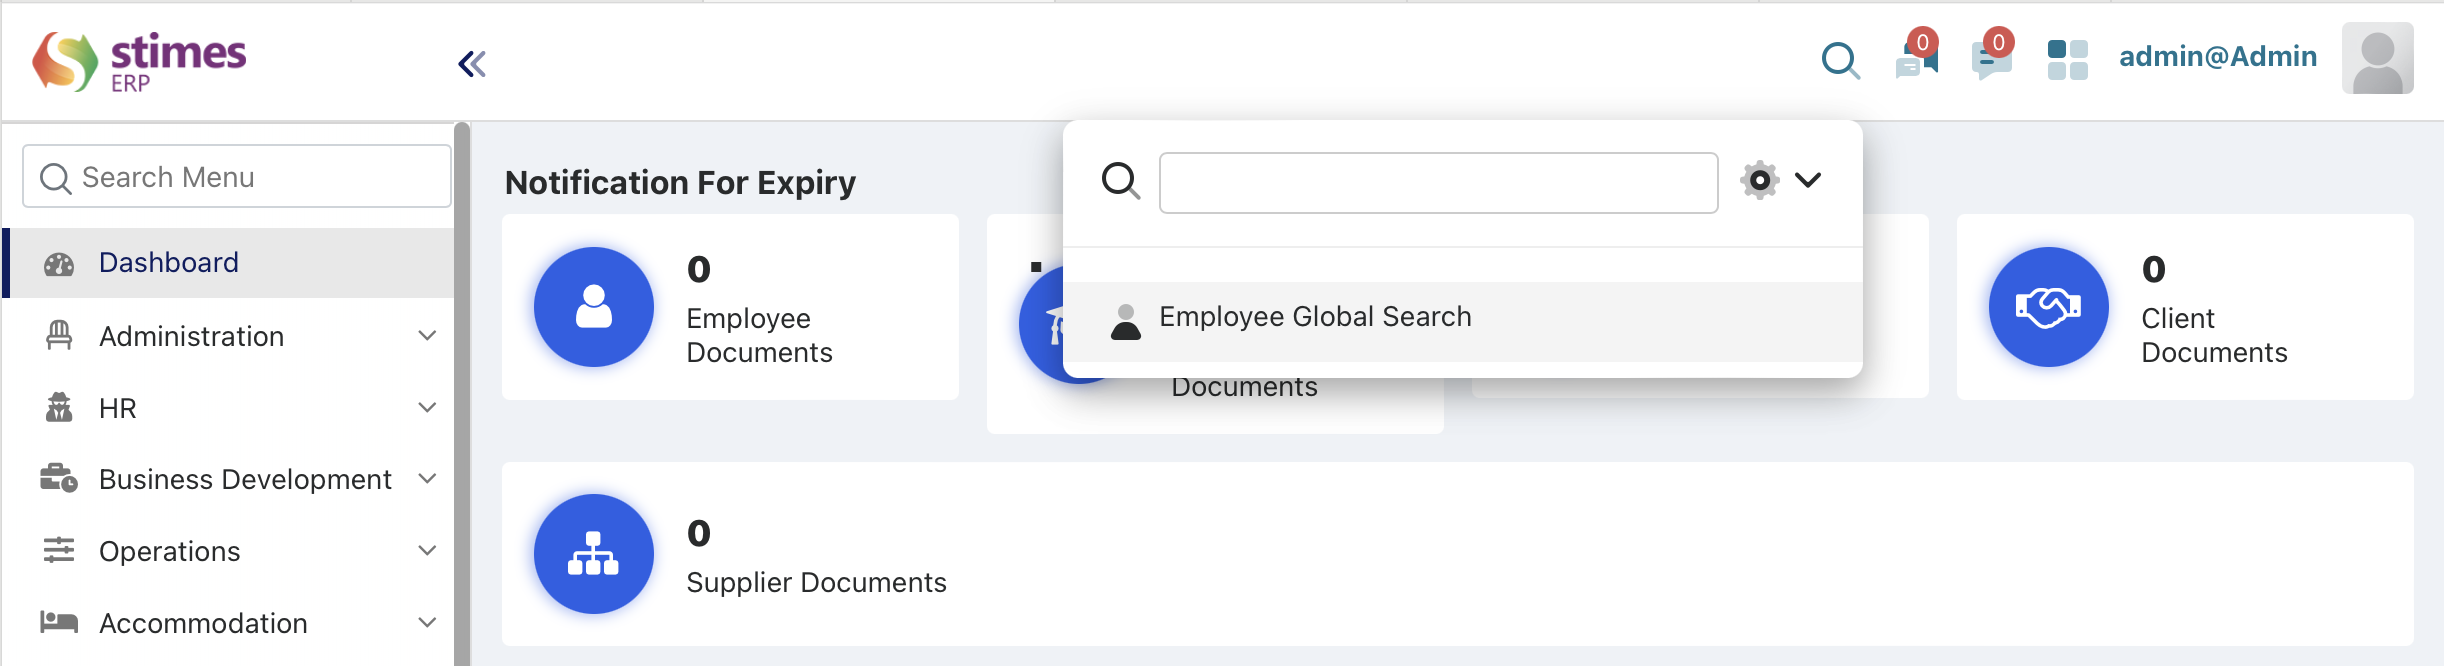 stimes
ERP
0
0
admin@Admin
Search Menu
Notification For Expiry
Dashboard
Administration
HR
Business Development
Operations
Accommodation
0
Employee
Documents
Employee Global Search
Documents
0
Client
Documents
0
Supplier Documents